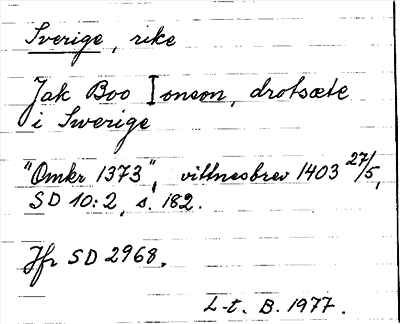 Sverige, rike
Jak Boo Ionson, drotsæte
i Swerige
"Omkr 1373", vittnesbrev 1403 27/5,
SD 10:2, s. 182.
Jfr SD 2968.
L-t. B. 1977.